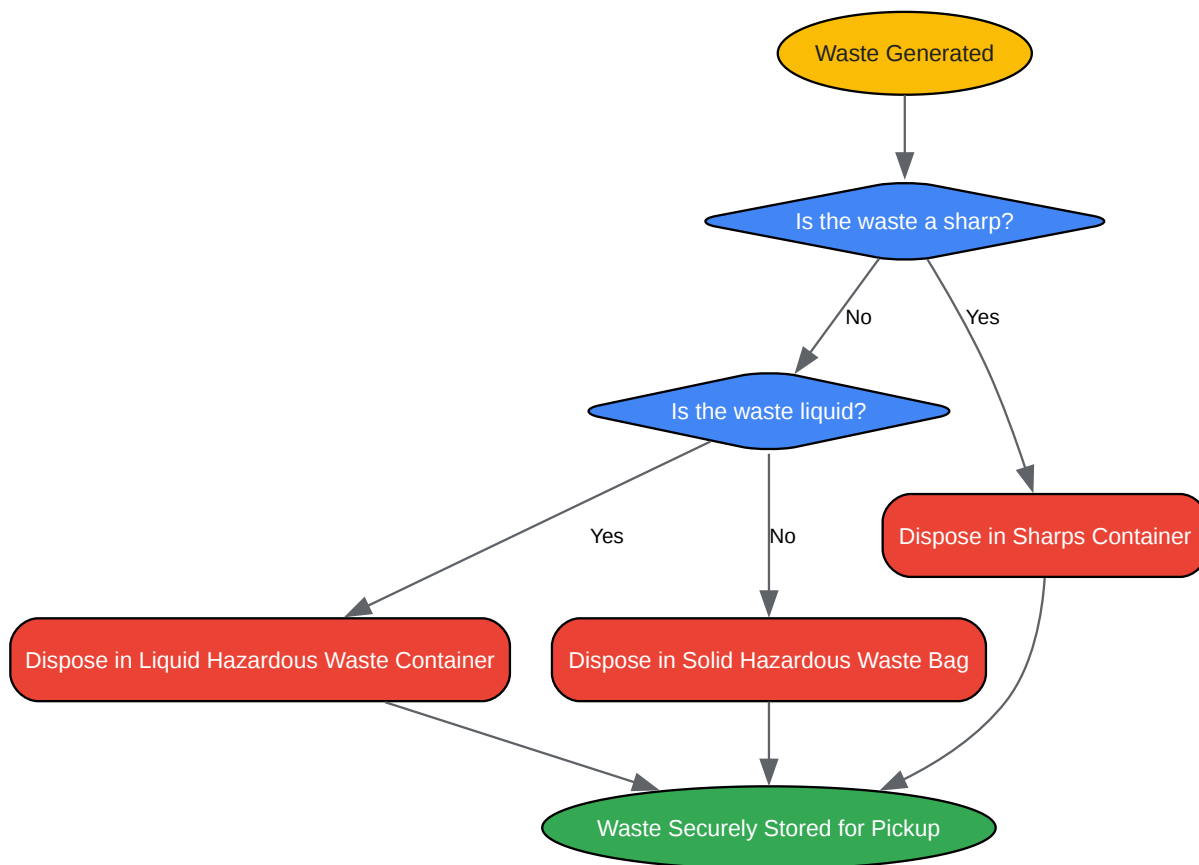 Waste Generated
Is the waste a sharp?
No
Yes
Is the waste liquid?
Yes
No
Dispose in Sharps Container
Dispose in Liquid Hazardous Waste Container
Dispose in Solid Hazardous Waste Bag
Waste Securely Stored for Pickup